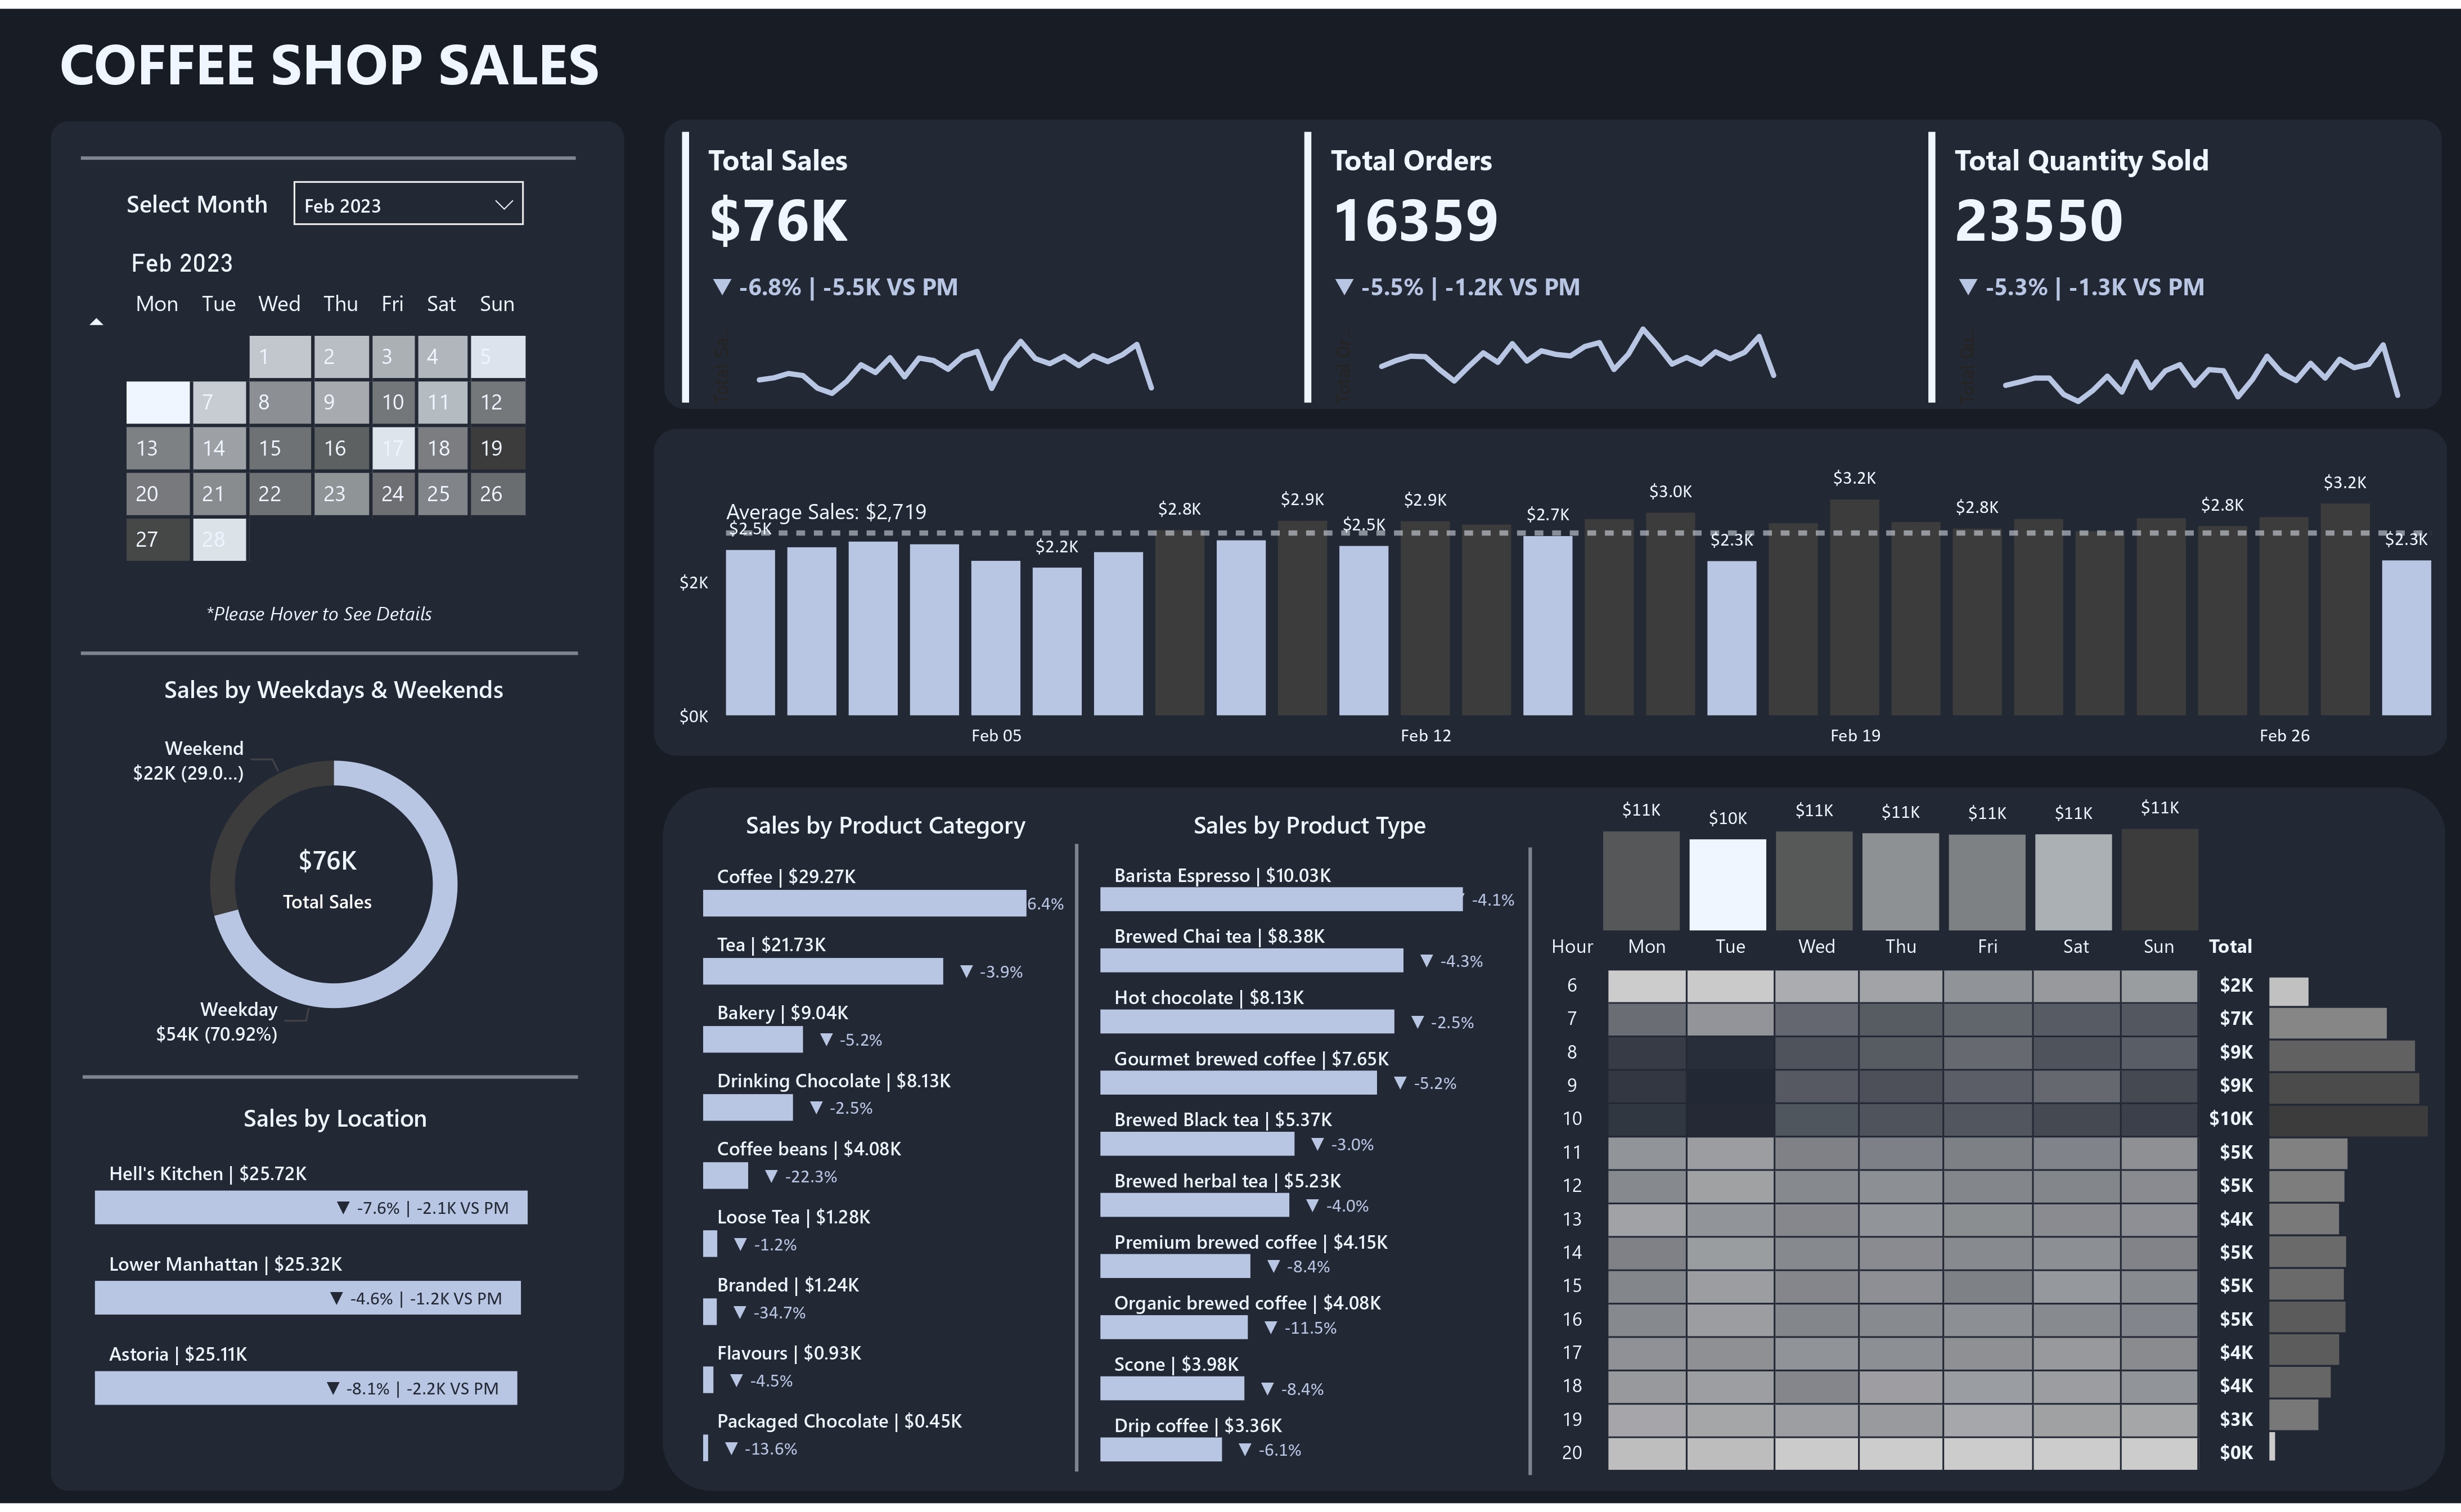 COFFEE SHOP SALES
Select Month
Feb 2023
Feb 2023
Mon Tue Wed Thu Fri Sat Sun
1 2 3 4 5
7 8 9 10 11 12
13 14 15 16 17 18 19
20 21 22 23 24 25 26
27 28
*Please Hover to See Details
Sales by Weekdays & Weekends
Weekend
$22K (29.0...)
$76K
Total Sales
Weekday
$54K (70.92%)
Sales by Location
Hell's Kitchen | $25.72K
▼ -7.6% | -2.1K VS PM
Lower Manhattan | $25.32K
▼ -4.6% | -1.2K VS PM
Astoria | $25.11K
▼ -8.1% | -2.2K VS PM
Total Sales
$76K
▼ -6.8% | -5.5K VS PM
Total Sa...
Total Orders
16359
▼ -5.5% | -1.2K VS PM
Total Or...
Total Quantity Sold
23550
▼ -5.3% | -1.3K VS PM
Average Sales: $2,719
$2.5K $2.2K $2.8K $2.9K $2.5K $2.9K $2.7K $3.0K $2.3K $3.2K $2.8K $2.8K $3.2K $2.3K
$2K
$0K
Feb 05 Feb 12 Feb 19 Feb 26
Sales by Product Category
Coffee | $29.27K
6.4%
Tea | $21.73K
▼ -3.9%
Bakery | $9.04K
▼ -5.2%
Drinking Chocolate | $8.13K
▼ -2.5%
Coffee beans | $4.08K
▼ -22.3%
Loose Tea | $1.28K
▼ -1.2%
Branded | $1.24K
▼ -34.7%
Flavours | $0.93K
▼ -4.5%
Packaged Chocolate | $0.45K
▼ -13.6%
Sales by Product Type
Barista Espresso | $10.03K
-4.1%
Brewed Chai tea | $8.38K
▼ -4.3%
Hot chocolate | $8.13K
▼ -2.5%
Gourmet brewed coffee | $7.65K
▼ -5.2%
Brewed Black tea | $5.37K
▼ -3.0%
Brewed herbal tea | $5.23K
▼ -4.0%
Premium brewed coffee | $4.15K
▼ -8.4%
Organic brewed coffee | $4.08K
▼ -11.5%
Scone | $3.98K
▼ -8.4%
Drip coffee | $3.36K
▼ -6.1%
$11K $10K $11K $11K $11K $11K $11K
Hour Mon Tue Wed Thu Fri Sat Sun Total
6 $2K
7 $7K
8 $9K
9 $9K
10 $10K
11 $5K
12 $5K
13 $4K
14 $5K
15 $5K
16 $5K
17 $4K
18 $4K
19 $3K
20 $0K